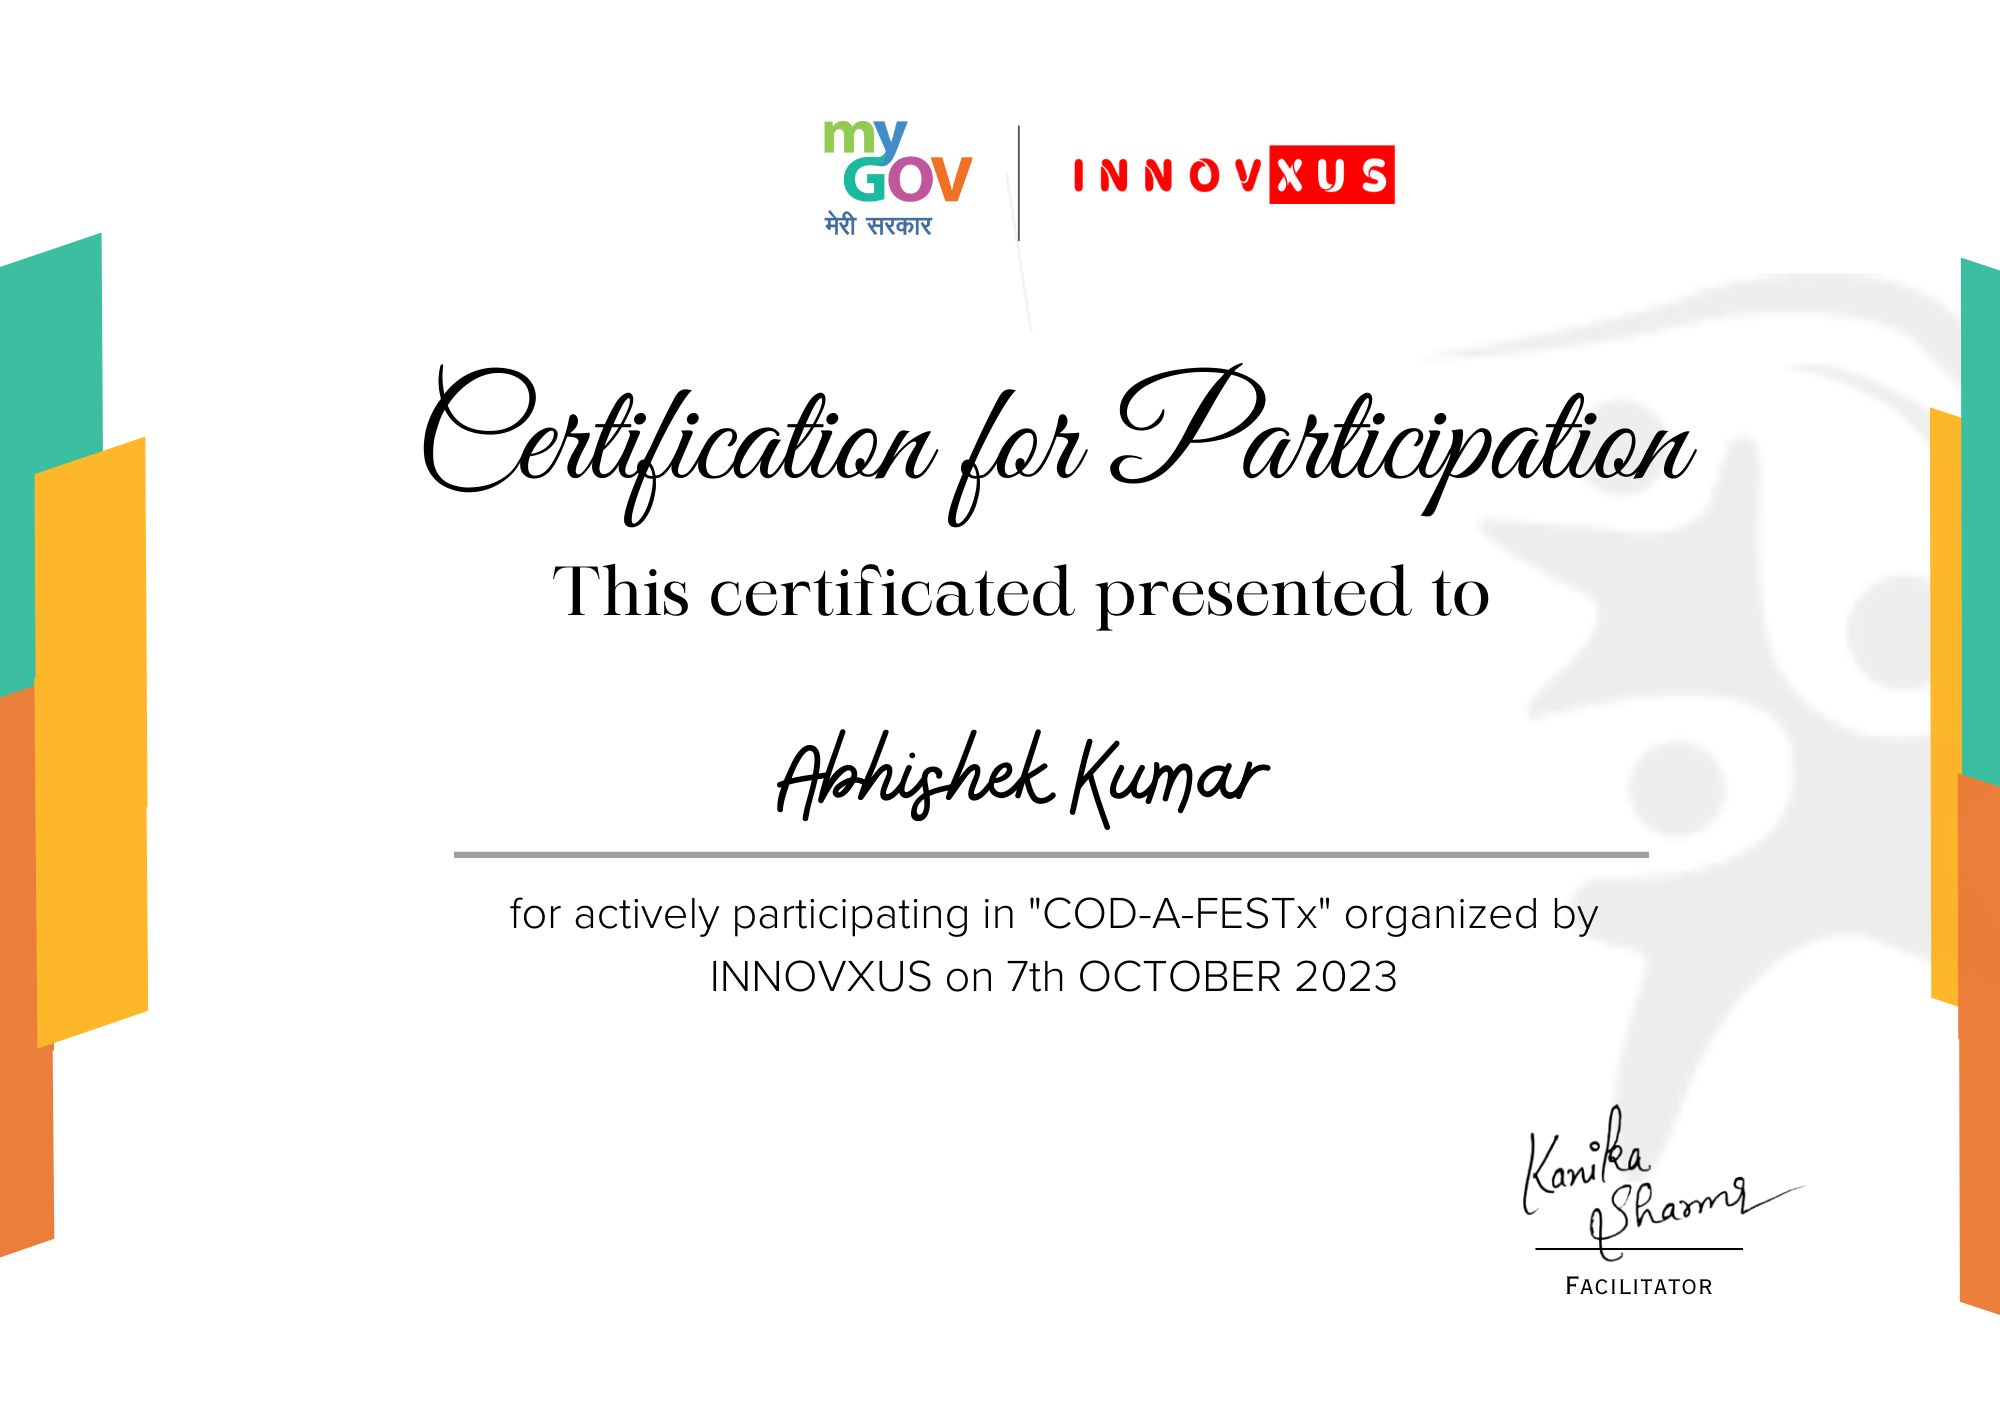 my
GOV
मेरी सरकार
INNOVXUS
Certification for Participation
This certificated presented to
Abhishek Kumar
for actively participating in "COD-A-FESTx" organized by
INNOVXUS on 7th OCTOBER 2023
Kanika
Sharma
FACILITATOR